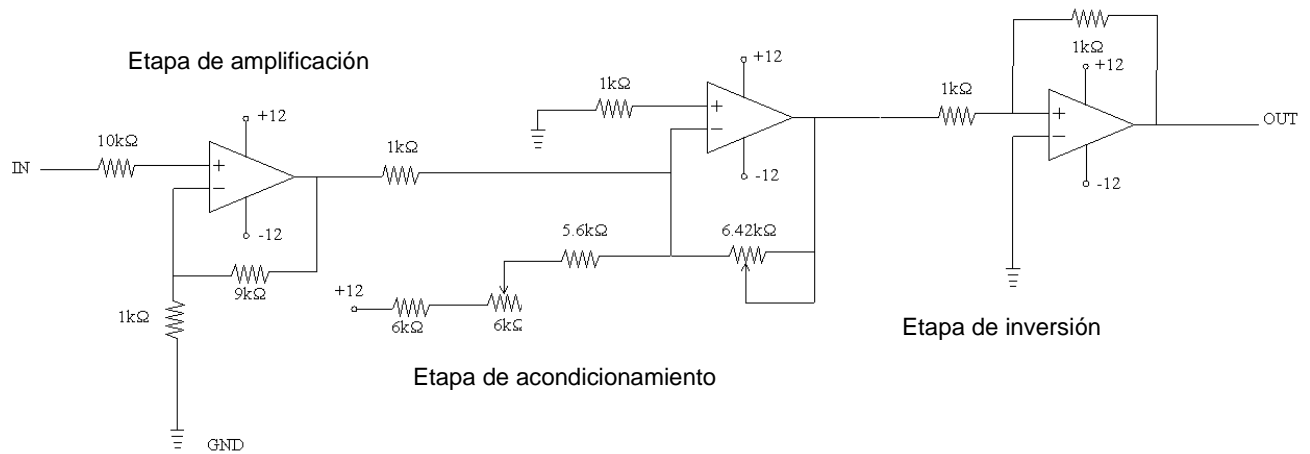 Etapa de amplificación
10kΩ
IN
+12
-12
9kΩ
1kΩ
GND
1kΩ
1kΩ
+12
-12
5.6kΩ
6.42kΩ
+12
6kΩ
6kΩ
Etapa de acondicionamiento
1kΩ
1kΩ
+12
-12
OUT
Etapa de inversión